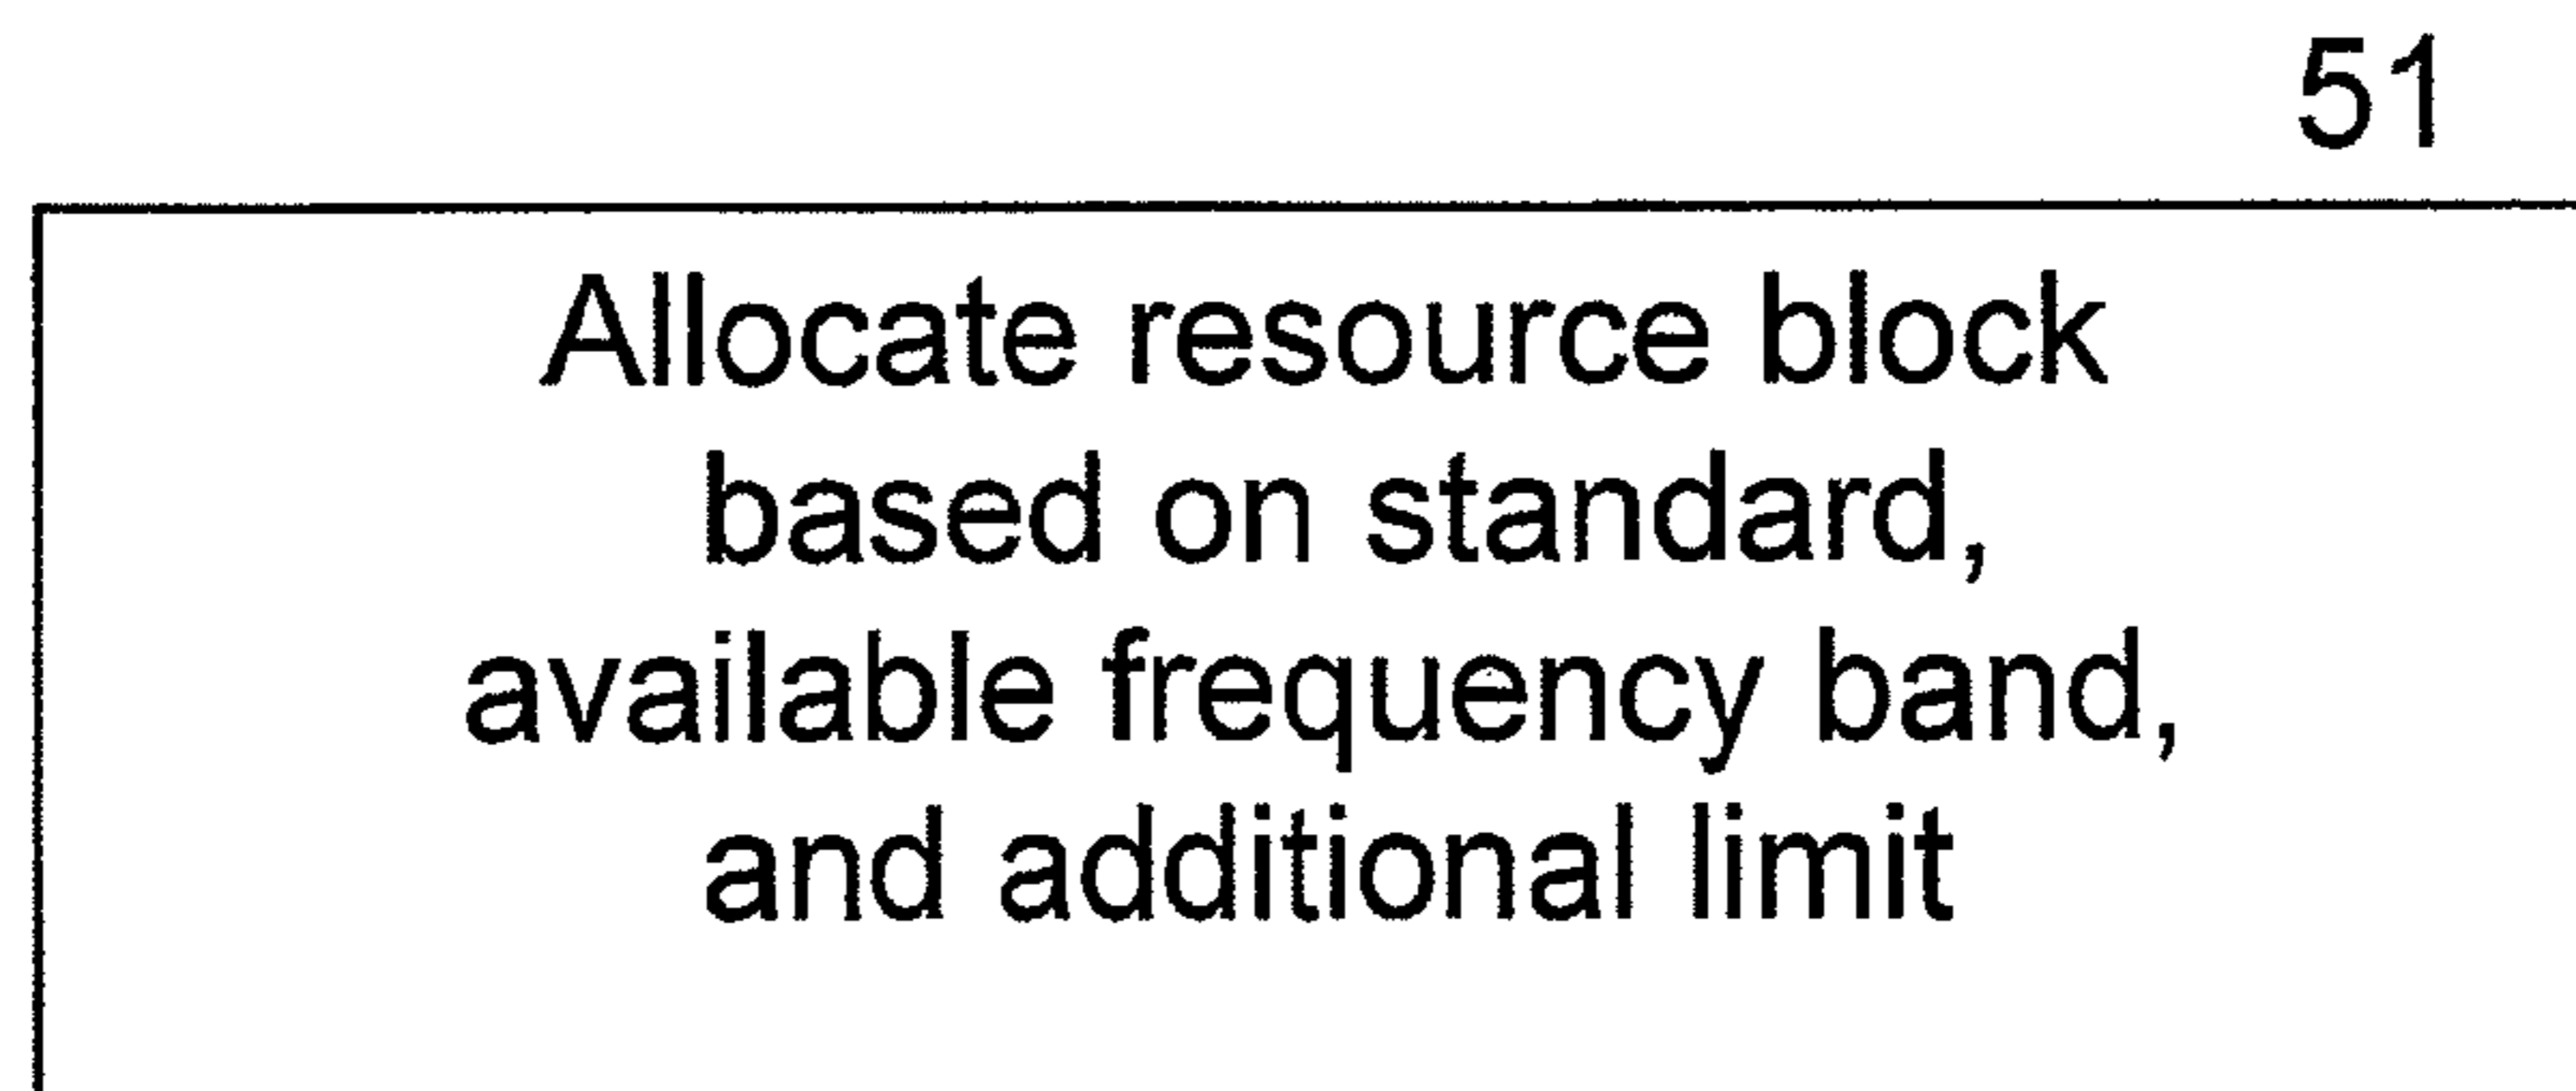 51
Allocate resource block
based on standard,
available frequency band,
and additional limit